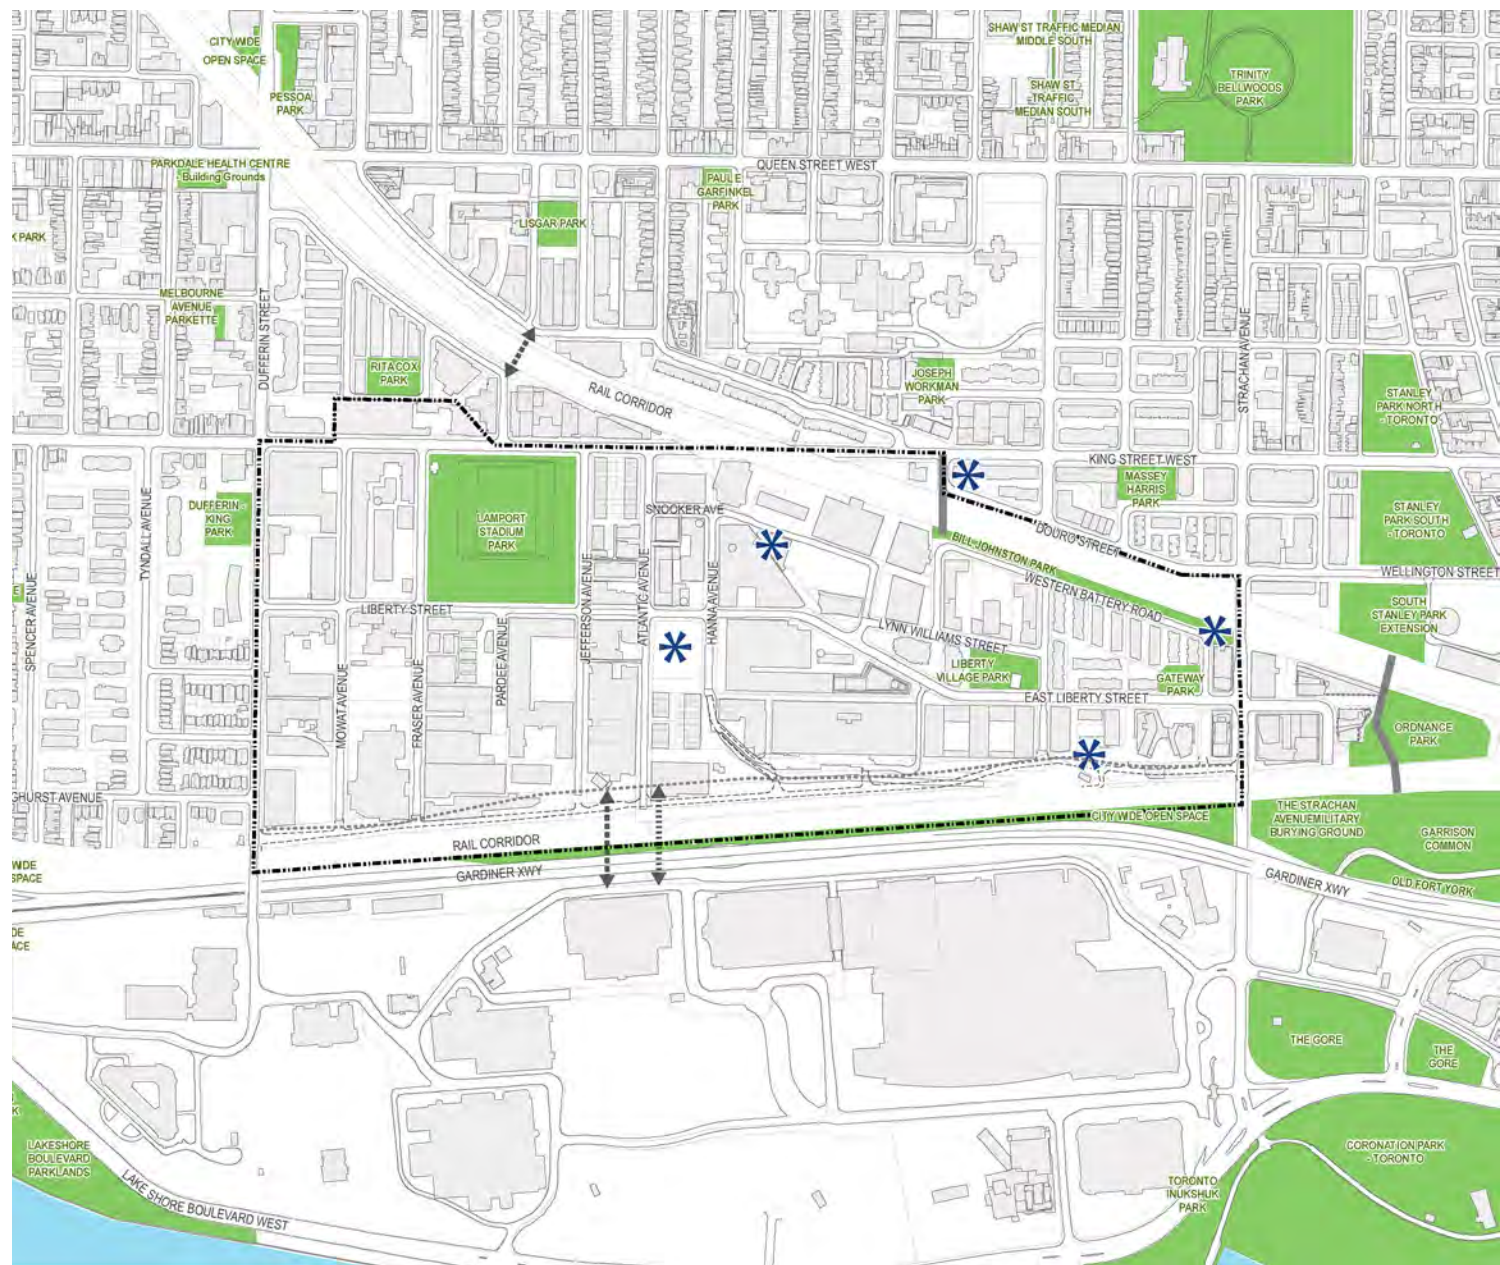 CITY WIDE
OPEN SPACE
PESSOA
PARK
SHAW ST TRAFFIC MEDIAN
MIDDLE SOUTH
SHAW ST
TRAFFIC
MEDIAN SOUTH
TRINITY
BELLWOODS
PARK
PARKDALE HEALTH CENTRE
- Building Grounds
QUEEN STREET WEST
PAUL E
GARFINKEL
PARK
LISGAR PARK
K PARK
MELBOURNE
AVENUE
PARKETTE
DUFFERIN STREET
RITA COX
PARK
RAIL CORRIDOR
JOSEPH
WORKMAN
PARK
STRACHAN AVENUE
STANLEY
PARK NORTH
- TORONTO
KING STREET WEST
MASSEY
HARRIS
PARK
TYNDALL AVENUE
DUFFERIN -
KING
PARK
LAMPORT
STADIUM
PARK
SNOOKER AVE
STANLEY
PARK SOUTH
- TORONTO
DOURO STREET
BILL JOHNSTON PARK
WELLINGTON STREET
WESTERN BATTERY ROAD
E
SPENCER AVENUE
LIBERTY STREET
JEFFERSON AVENUE
ATLANTIC AVENUE
HANNA AVENUE
LYNN WILLIAMS STREET
SOUTH
STANLEY PARK
EXTENSION
LIBERTY
VILLAGE PARK
GATEWAY
PARK
EAST LIBERTY STREET
MOWAT AVENUE
FRASER AVENUE
PARDEE AVENUE
ORDNANCE
PARK
GHURST AVENUE
CITY WIDE OPEN SPACE
THE STRACHAN
AVENUEMILITARY
BURYING GROUND
GARRISON
COMMON
RAIL CORRIDOR
GARDINER XWY
WIDE
SPACE
GARDINER XWY
OLD FORT YORK
DE
ACE
THE GORE
THE
GORE
K
LAKESHORE
BOULEVARD
PARKLANDS
LAKE SHORE BOULEVARD WEST
CORONATION PARK
- TORONTO
TORONTO
INUKSHUK
PARK